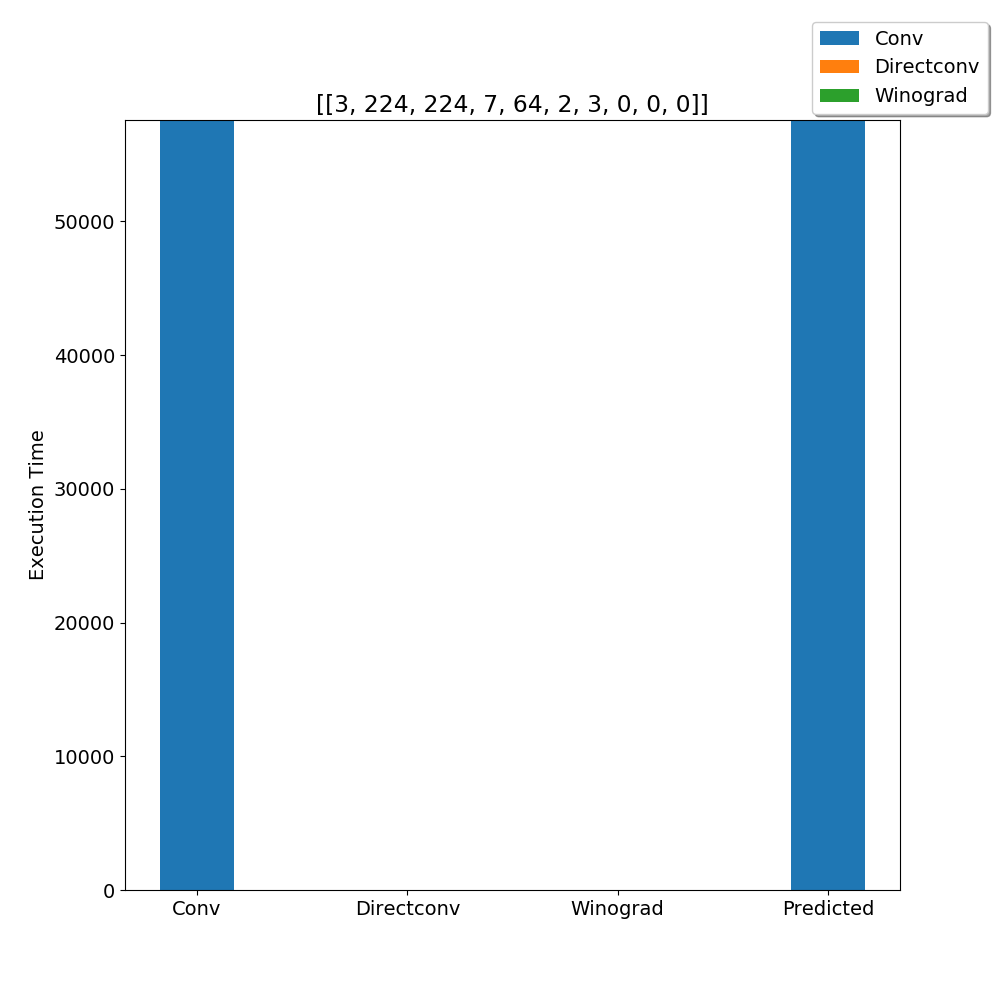 Conv
Directconv
Winograd
[[3, 224, 224, 7, 64, 2, 3, 0, 0, 0]]
50000
40000
30000
20000
10000
0
Execution Time
Conv Directconv Winograd Predicted